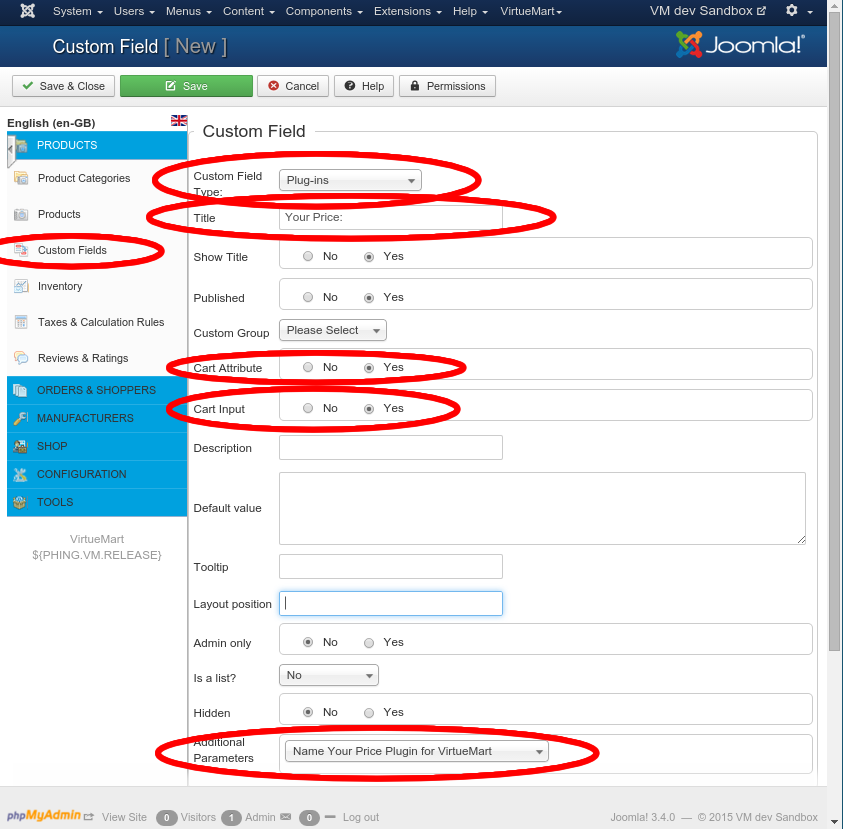 System Users Menus Content Components Extensions Help VirtueMart VM dev Sandbox
Custom Field [ New ] Joomla!®
Save & Close Save Cancel Help Permissions
English (en-GB)
PRODUCTS
Product Categories
Products
Custom Fields
Inventory
Taxes & Calculation Rules
Reviews & Ratings
ORDERS & SHOPPERS
MANUFACTURERS
SHOP
CONFIGURATION
TOOLS
VirtueMart
${PHING.VM.RELEASE}
Custom Field
Custom Field Type: Plug-ins
Title Your Price:
Show Title No Yes
Published No Yes
Custom Group Please Select
Cart Attribute No Yes
Cart Input No Yes
Description
Default value
Tooltip
Layout position
Admin only No Yes
Is a list? No
Hidden No Yes
Additional Parameters Name Your Price Plugin for VirtueMart
phpMyAdmin View Site 0 Visitors 1 Admin 0 Log out Joomla! 3.4.0 — © 2015 VM dev Sandbox